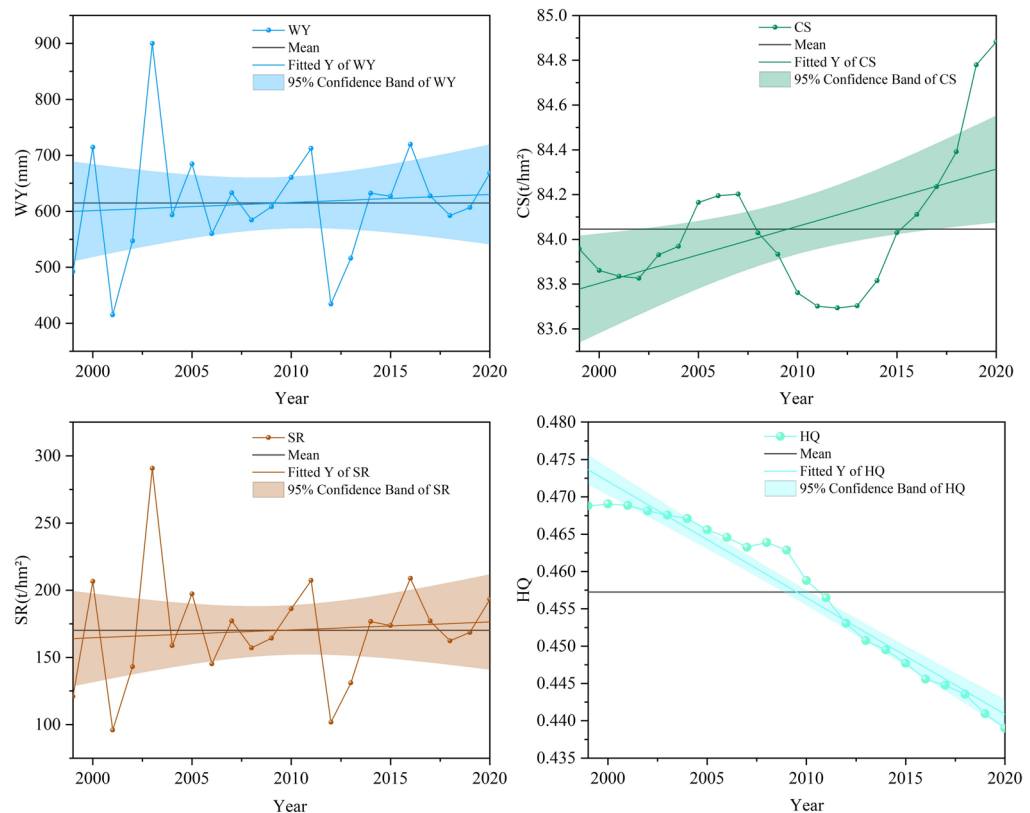 WY
Mean
Fitted Y of WY
95% Confidence Band of WY
900
800
700
600
500
400
WY(mm)
2000
2005
2010
2015
2020
Year
CS
Mean
Fitted Y of CS
95% Confidence Band of CS
85.0
84.8
84.6
84.4
84.2
84.0
83.8
83.6
CS(t/hm²)
2000
2005
2010
2015
2020
Year
SR
Mean
Fitted Y of SR
95% Confidence Band of SR
300
250
200
150
100
SR(t/hm²)
2000
2005
2010
2015
2020
Year
HQ
Mean
Fitted Y of HQ
95% Confidence Band of HQ
0.480
0.475
0.470
0.465
0.460
0.455
0.450
0.445
0.440
0.435
HQ
2000
2005
2010
2015
2020
Year